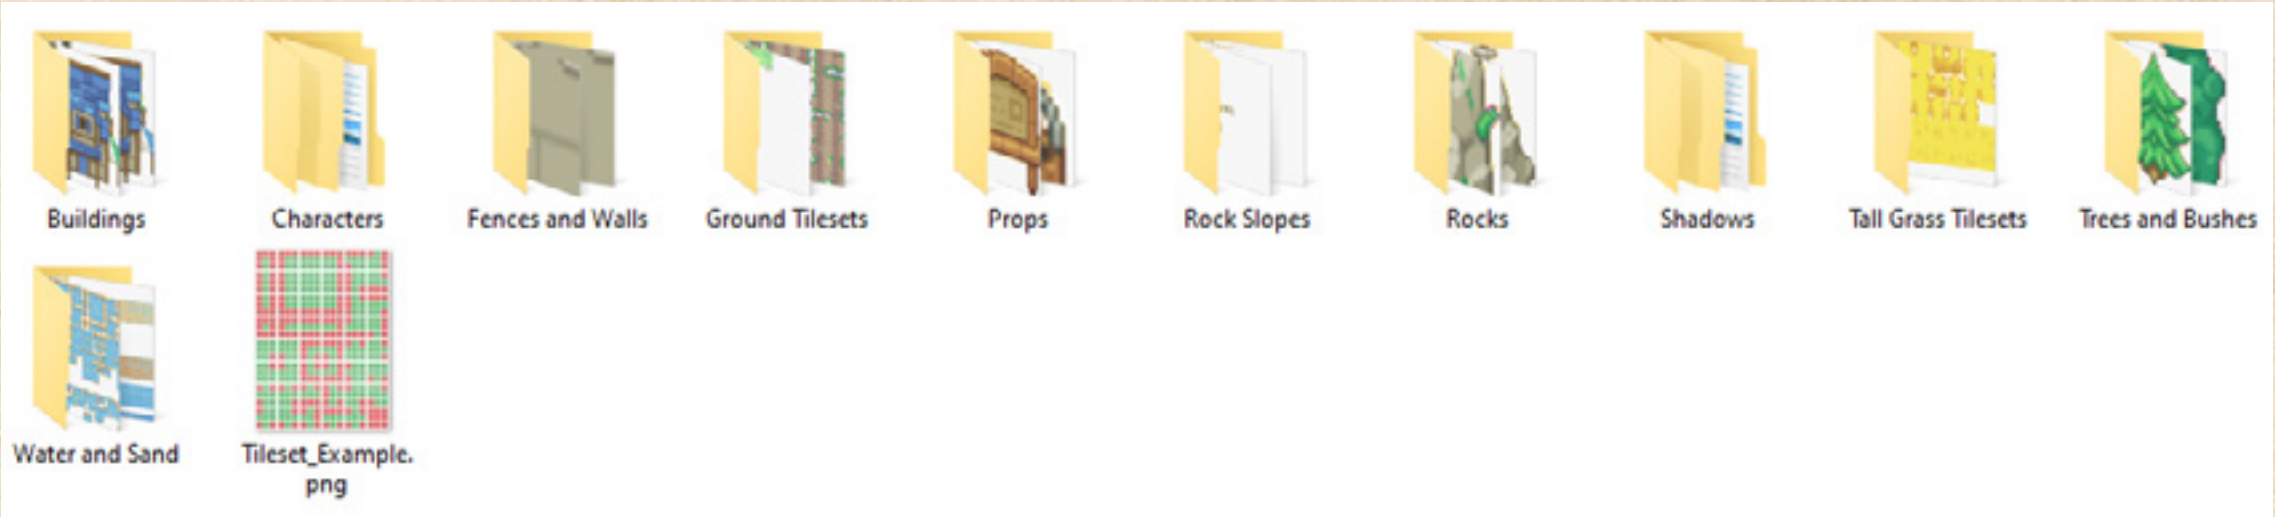 Buildings
Characters
Fences and Walls
Ground Tilesets
Props
Rock Slopes
Rocks
Shadows
Tall Grass Tilesets
Trees and Bushes
Water and Sand
Tileset_Example.
png